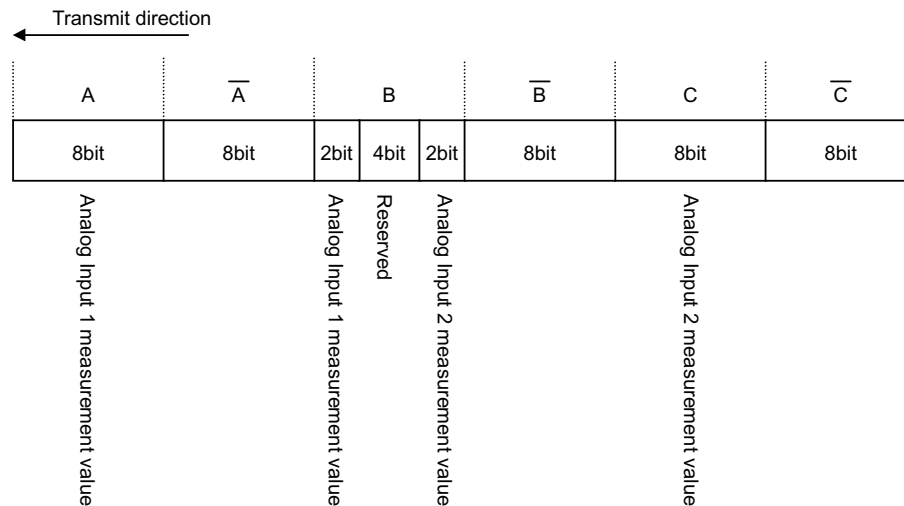 Transmit direction
A A̅ B B̅ C C̅
8bit 8bit 2bit 4bit 2bit 8bit 8bit 8bit
Analog Input 1 measurement value
Analog Input 1 measurement value
Reserved
Analog Input 2 measurement value
Analog Input 2 measurement value